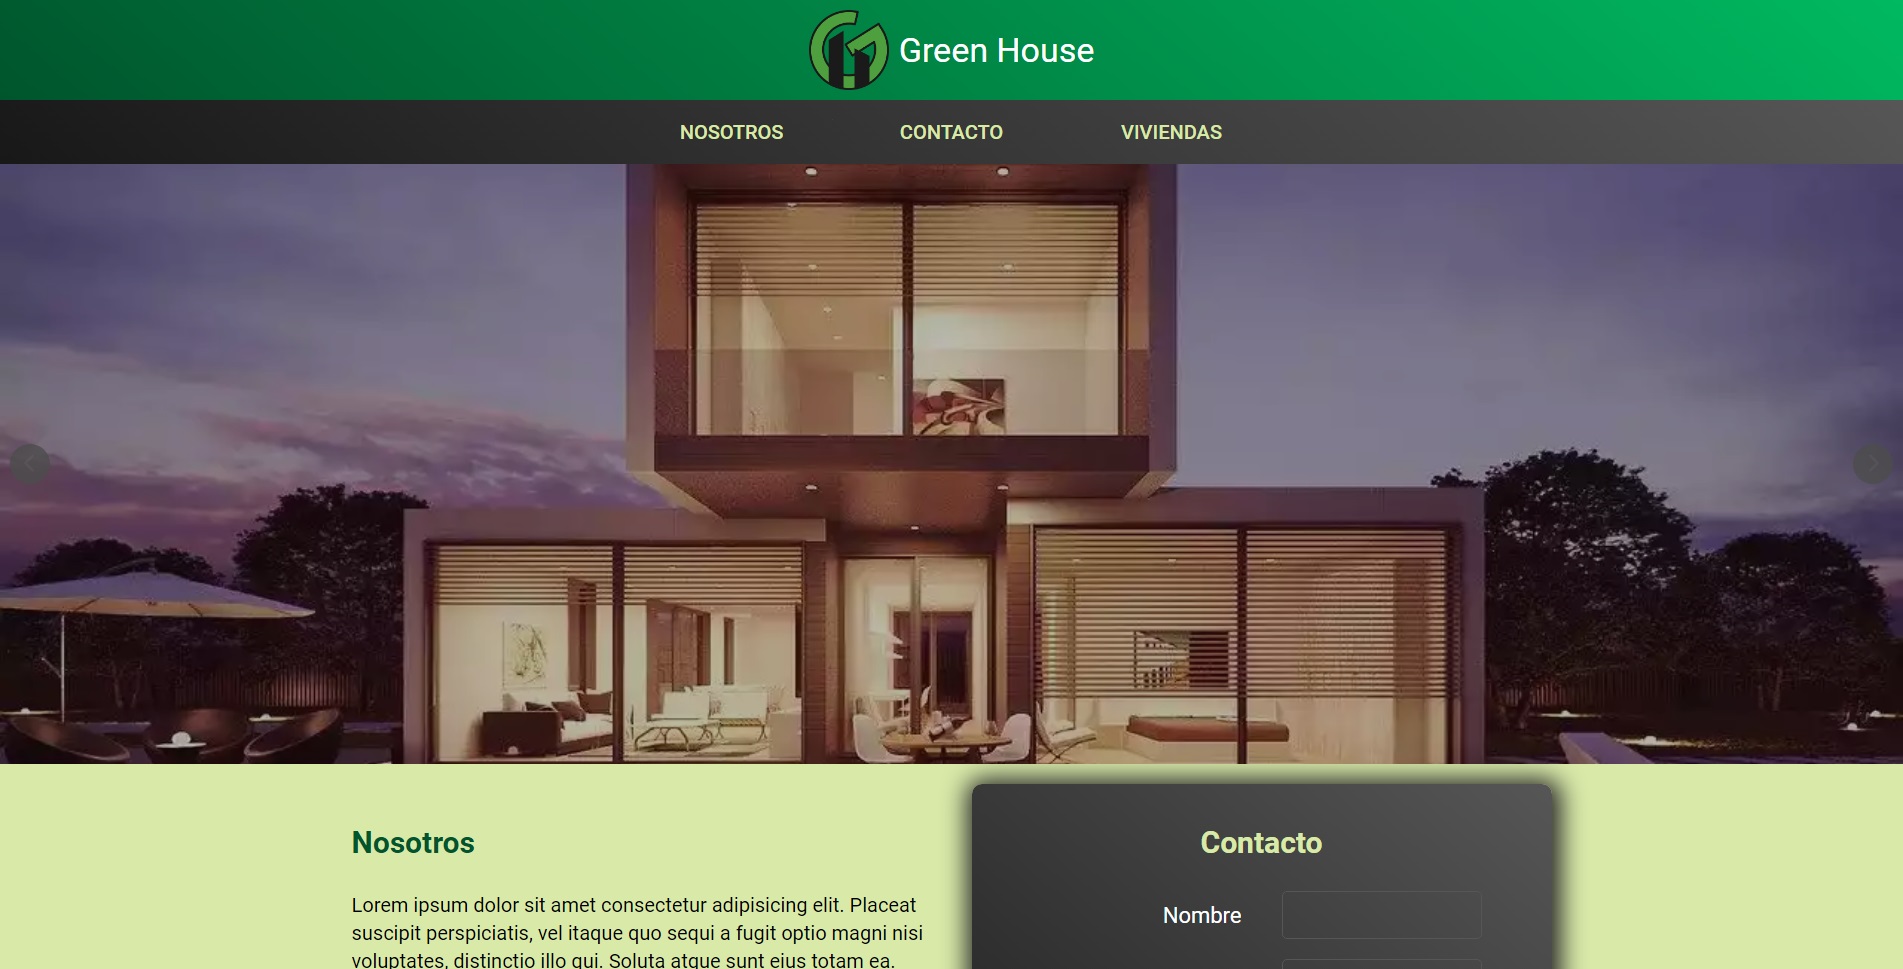 Green House
NOSOTROS
CONTACTO
VIVIENDAS
Nosotros
Lorem ipsum dolor sit amet consectetur adipisicing elit. Placeat
suscipit perspiciatis, vel itaque quo sequi a fugit optio magni nisi
voluptates, distinctio illo qui. Soluta atque sunt eius totam ea.
Contacto
Nombre